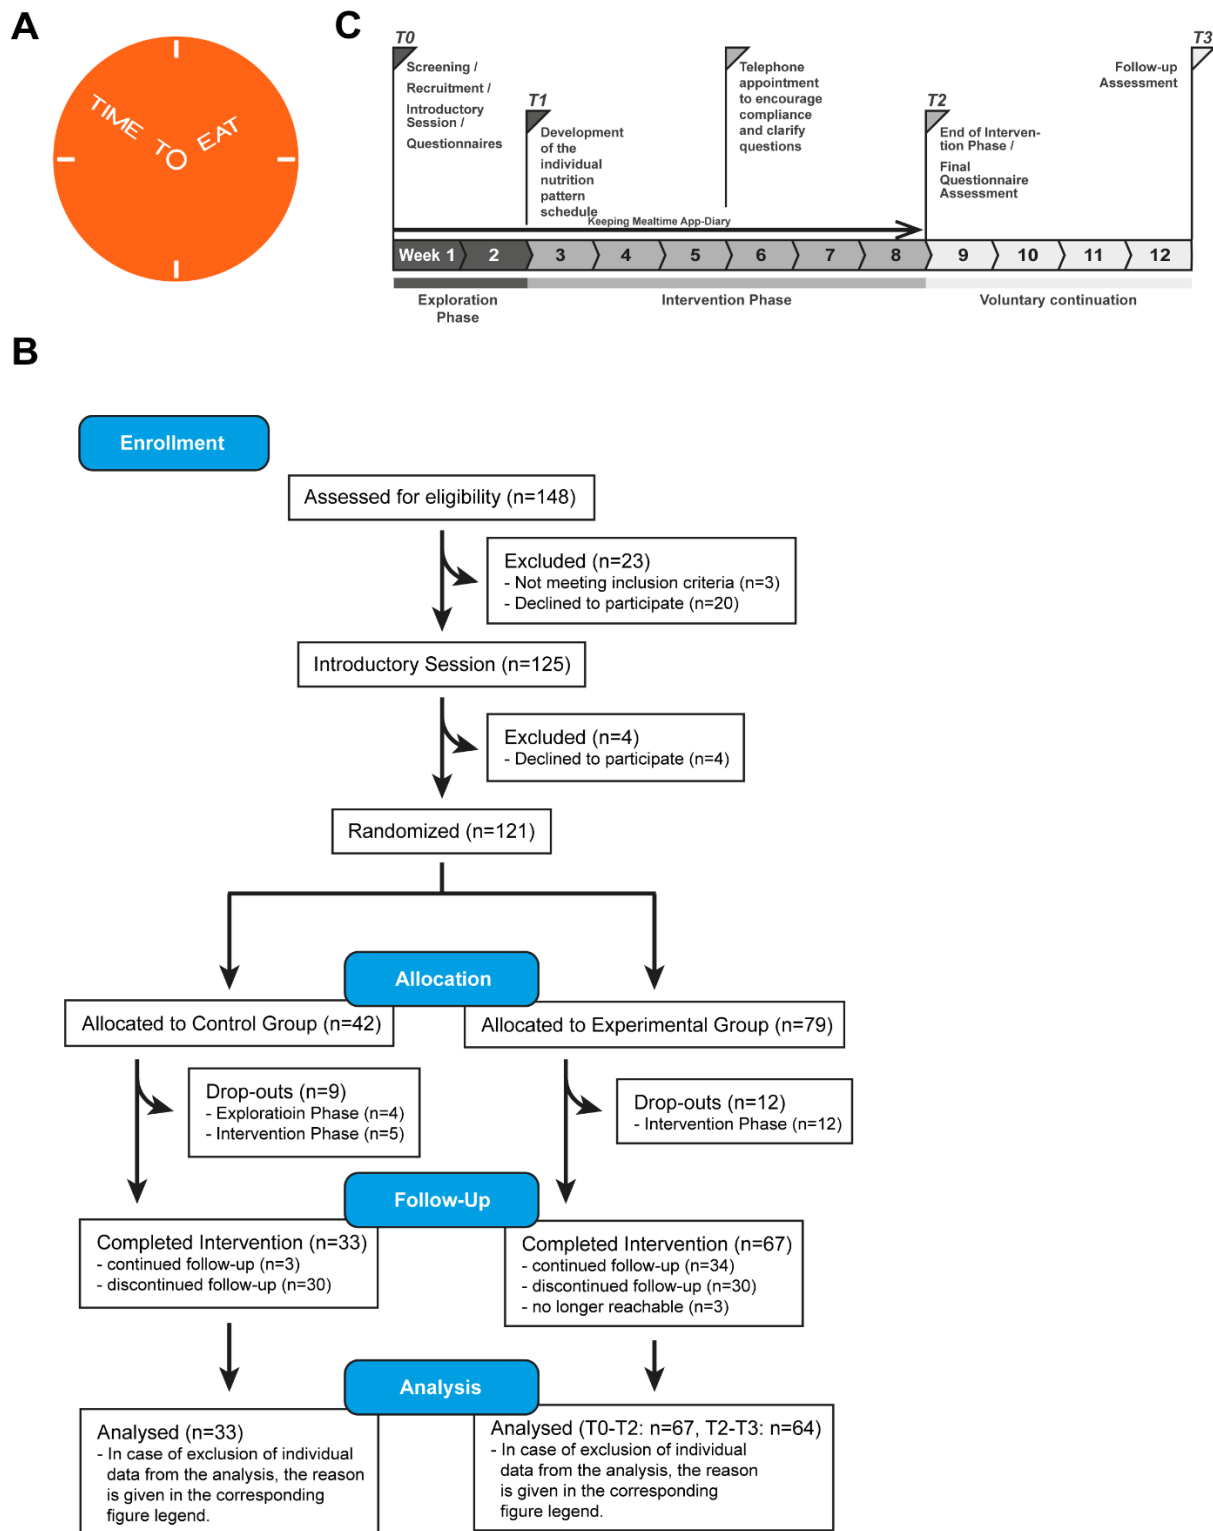 A
TIME TO EAT
C
T0
Screening /
Recruitment /
Introductory
Session /
Questionnaires
T1
Development
of the
individual
nutrition
pattern
schedule
Telephone
appointment
to encourage
compliance
and clarify
questions
T2
End of Interven-
tion Phase /
Final
Questionnaire
Assessment
T3
Follow-up
Assessment
Keeping Mealtime App-Diary
Week 1 2 3 4 5 6 7 8 9 10 11 12
Exploration
Phase
Intervention Phase
Voluntary continuation
B
Enrollment
Assessed for eligibility (n=148)
Excluded (n=23)
- Not meeting inclusion criteria (n=3)
- Declined to participate (n=20)
Introductory Session (n=125)
Excluded (n=4)
- Declined to participate (n=4)
Randomized (n=121)
Allocation
Allocated to Control Group (n=42)
Allocated to Experimental Group (n=79)
Drop-outs (n=9)
- Exploratioin Phase (n=4)
- Intervention Phase (n=5)
Drop-outs (n=12)
- Intervention Phase (n=12)
Follow-Up
Completed Intervention (n=33)
- continued follow-up (n=3)
- discontinued follow-up (n=30)
Completed Intervention (n=67)
- continued follow-up (n=34)
- discontinued follow-up (n=30)
- no longer reachable (n=3)
Analysis
Analysed (n=33)
- In case of exclusion of individual
data from the analysis, the reason
is given in the corresponding
figure legend.
Analysed (T0-T2: n=67, T2-T3: n=64)
- In case of exclusion of individual
data from the analysis, the reason
is given in the corresponding
figure legend.